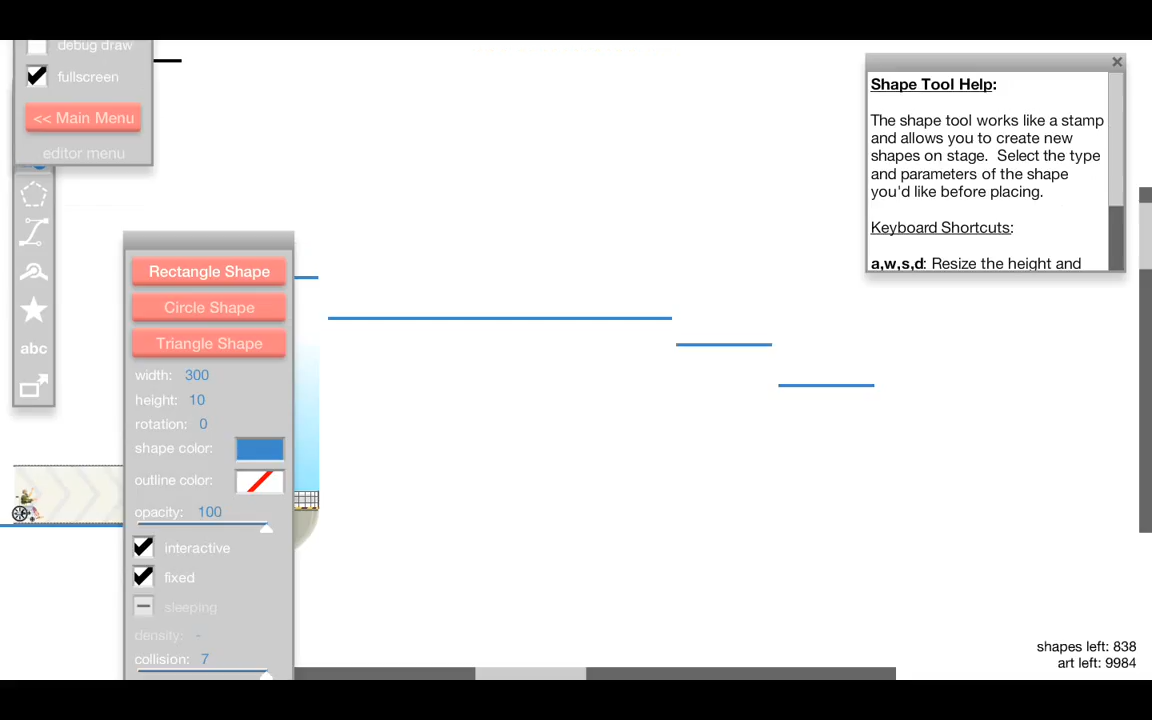 debug draw
fullscreen
<< Main Menu
editor menu
abc
Rectangle Shape
Circle Shape
Triangle Shape
width: 300
height: 10
rotation: 0
shape color:
outline color:
opacity: 100
interactive
fixed
sleeping
density: -
collision: 7
Shape Tool Help:
The shape tool works like a stamp
and allows you to create new
shapes on stage. Select the type
and parameters of the shape
you'd like before placing.
Keyboard Shortcuts:
a,w,s,d: Resize the height and
shapes left: 838
art left: 9984